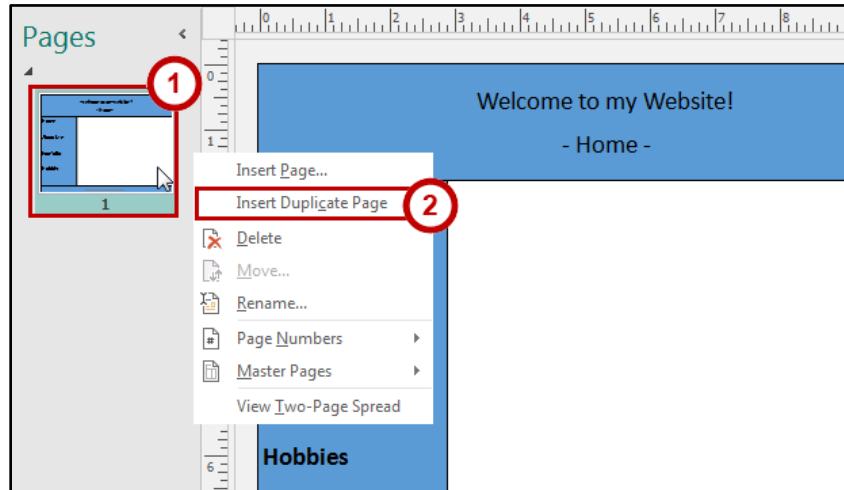 Pages
0 1 2 3 4 5 6 7 8
1
0
1
Welcome to my Website!
- Home -
1
Insert Page...
Insert Duplicate Page
2
Delete
Move...
Rename...
Page Numbers
Master Pages
View Two-Page Spread
Hobbies
6